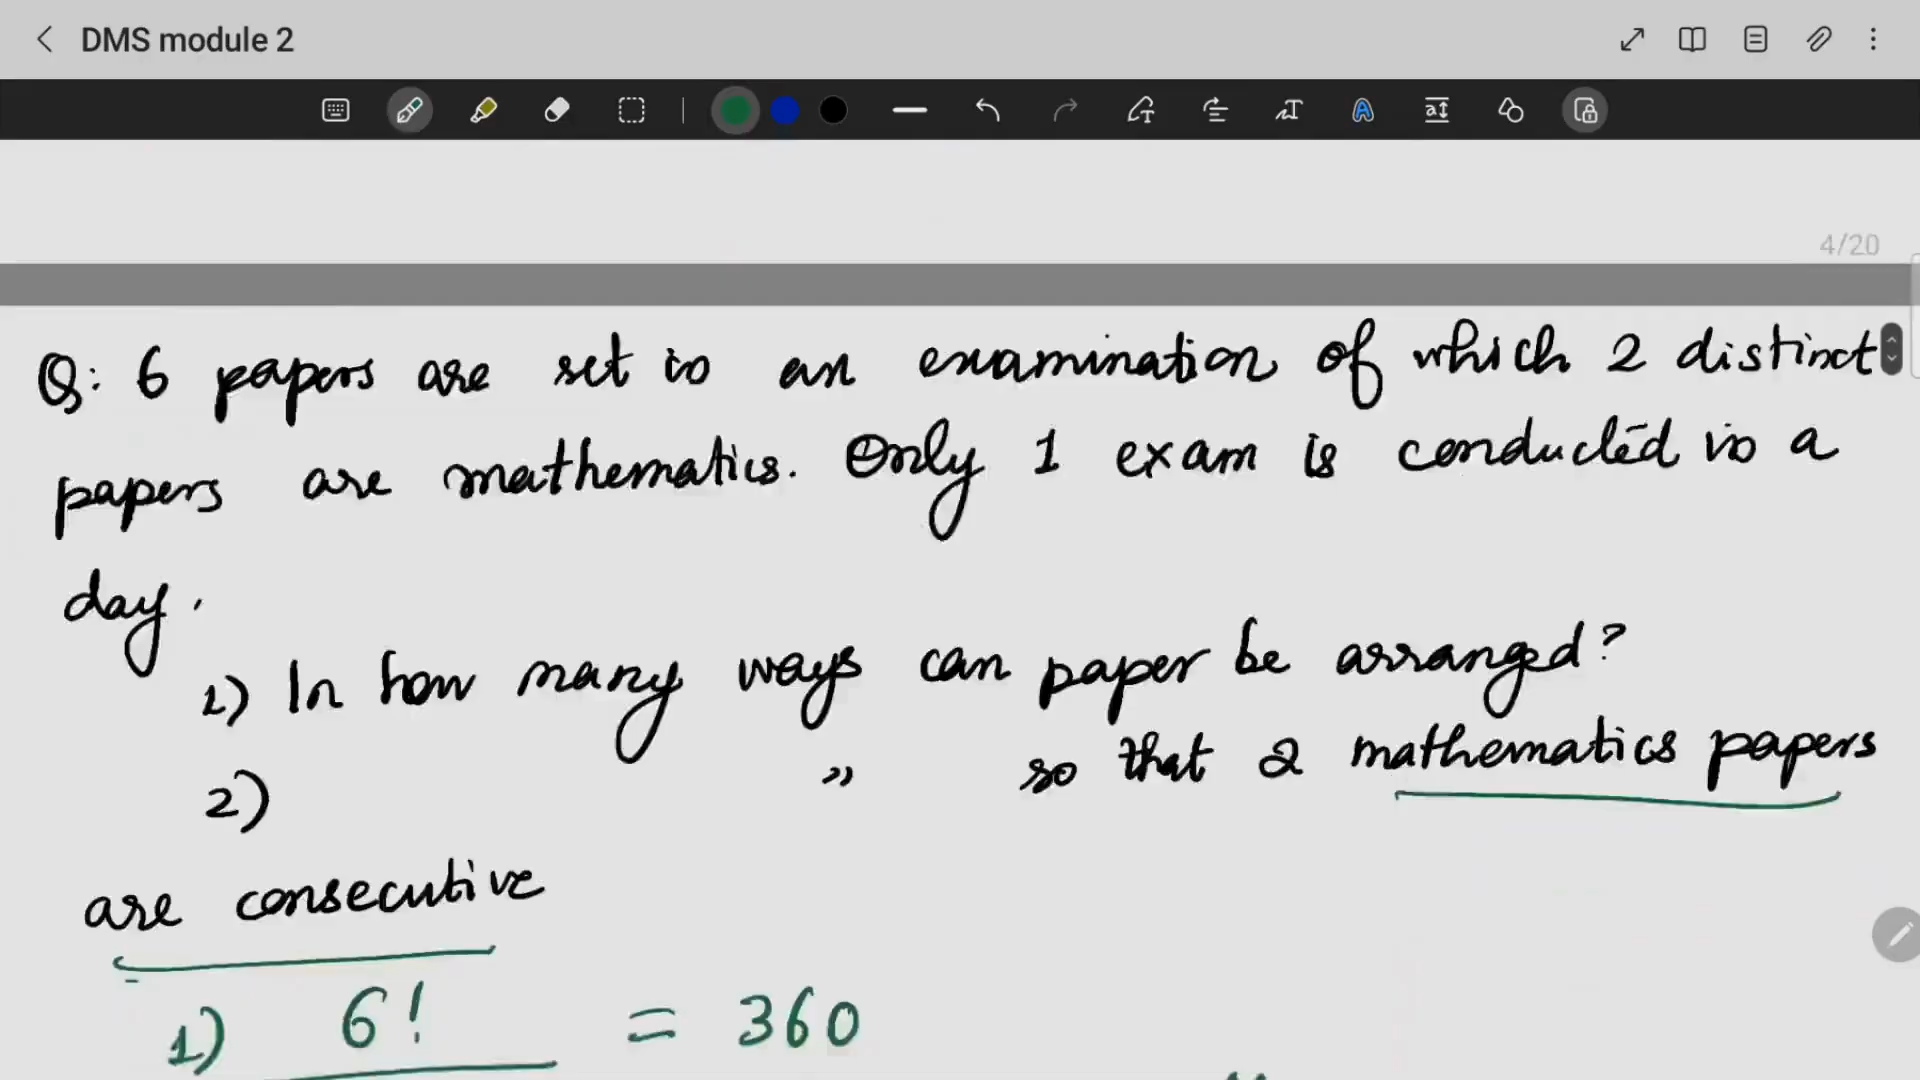 DMS module 2
4/20
Q: 6 papers are set in an examination of which 2 distinct
papers are mathematics. Only 1 exam is conducted in a
day.
1) In how many ways can paper be arranged?
2) " so that 2 mathematics papers
are consecutive
1) 6! = 360